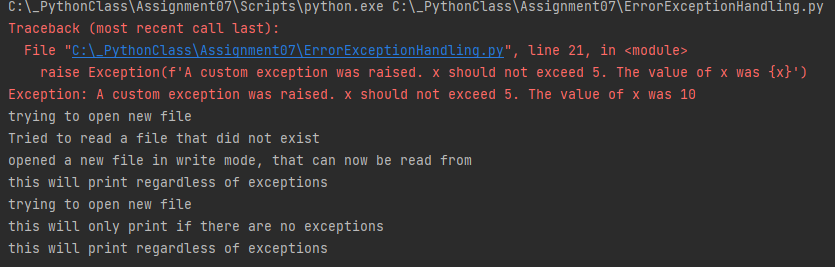 C:\_PythonClass\Assignment07\Scripts\python.exe C:\_PythonClass\Assignment07\ErrorExceptionHandling.py
Traceback (most recent call last):
  File "C:\_PythonClass\Assignment07\ErrorExceptionHandling.py", line 21, in <module>
    raise Exception(f'A custom exception was raised. x should not exceed 5. The value of x was {x}')
Exception: A custom exception was raised. x should not exceed 5. The value of x was 10
trying to open new file
Tried to read a file that did not exist
opened a new file in write mode, that can now be read from
this will print regardless of exceptions
trying to open new file
this will only print if there are no exceptions
this will print regardless of exceptions